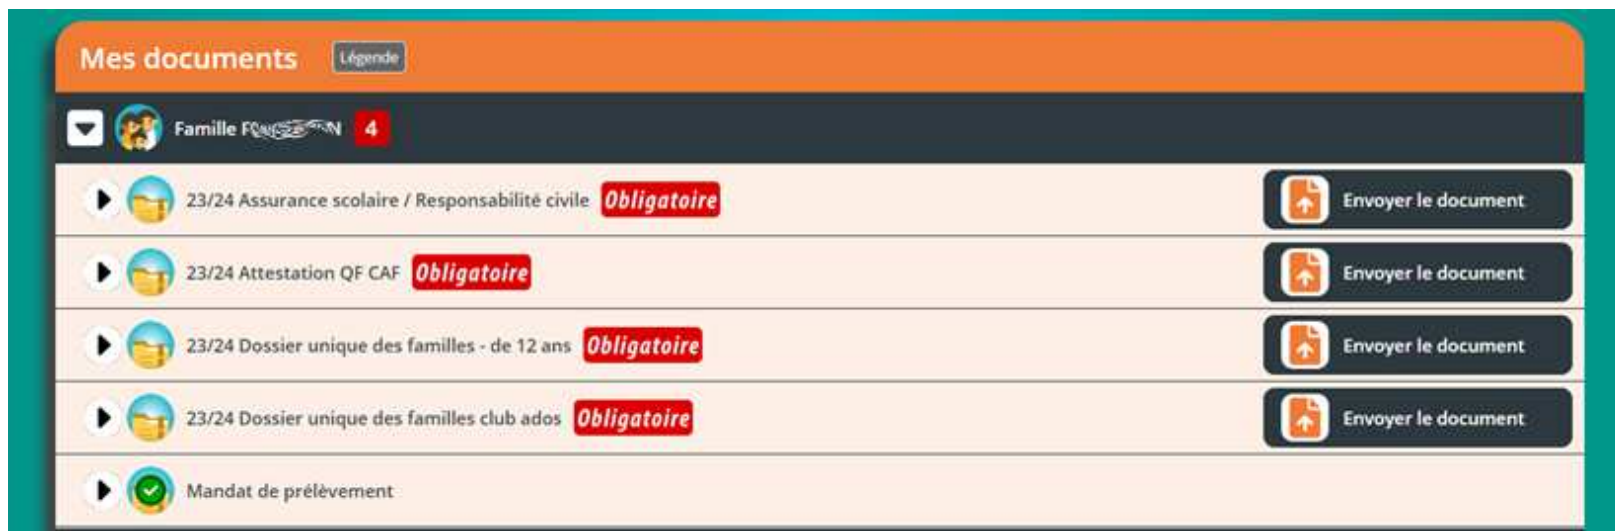 Mes documents Légende
Famille 4
23/24 Assurance scolaire / Responsabilité civile Obligatoire Envoyer le document
23/24 Attestation QF CAF Obligatoire Envoyer le document
23/24 Dossier unique des familles - de 12 ans Obligatoire Envoyer le document
23/24 Dossier unique des familles club ados Obligatoire Envoyer le document
Mandat de prélèvement